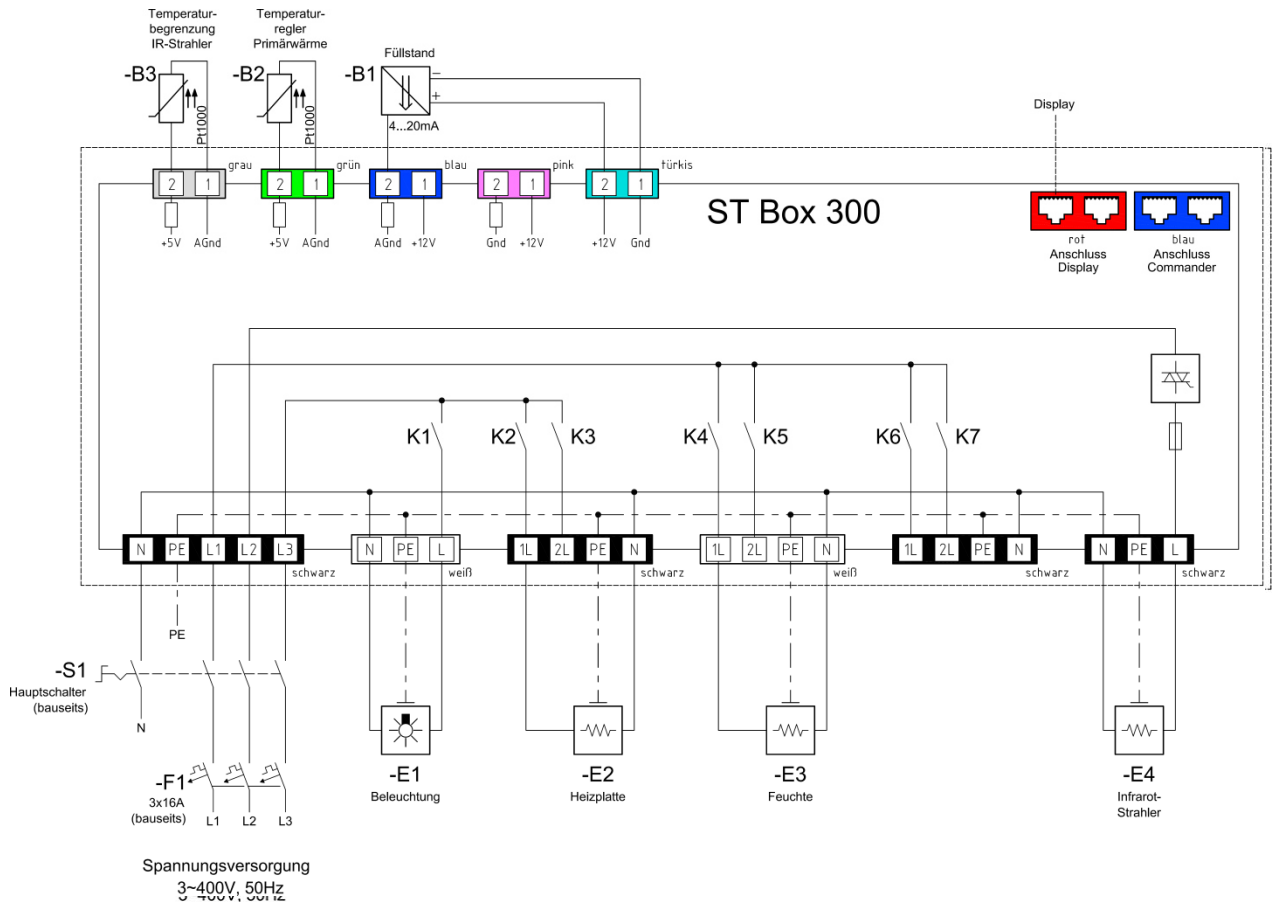 Temperatur-
begrenzung
IR-Strahler
Temperatur-
regler
Primärwärme
Füllstand
-B3
-B2
-B1
Pt1000
Pt1000
−
+
4...20mA
Display
grau
grün
blau
pink
türkis
2 1
2 1
2 1
2 1
2 1
+5V AGnd
+5V AGnd
AGnd +12V
Gnd +12V
+12V Gnd
ST Box 300
rot
Anschluss
Display
blau
Anschluss
Commander
K1
K2
K3
K4
K5
K6
K7
N PE L1 L2 L3
N PE L
1L 2L PE N
1L 2L PE N
1L 2L PE N
N PE L
schwarz
weiß
schwarz
weiß
schwarz
schwarz
PE
-S1
Hauptschalter
(bauseits)
N
-F1
3x16A
(bauseits)
L1 L2 L3
-E1
Beleuchtung
-E2
Heizplatte
-E3
Feuchte
-E4
Infrarot-
Strahler
Spannungsversorgung
3~400V, 50Hz
3~400V, 50Hz